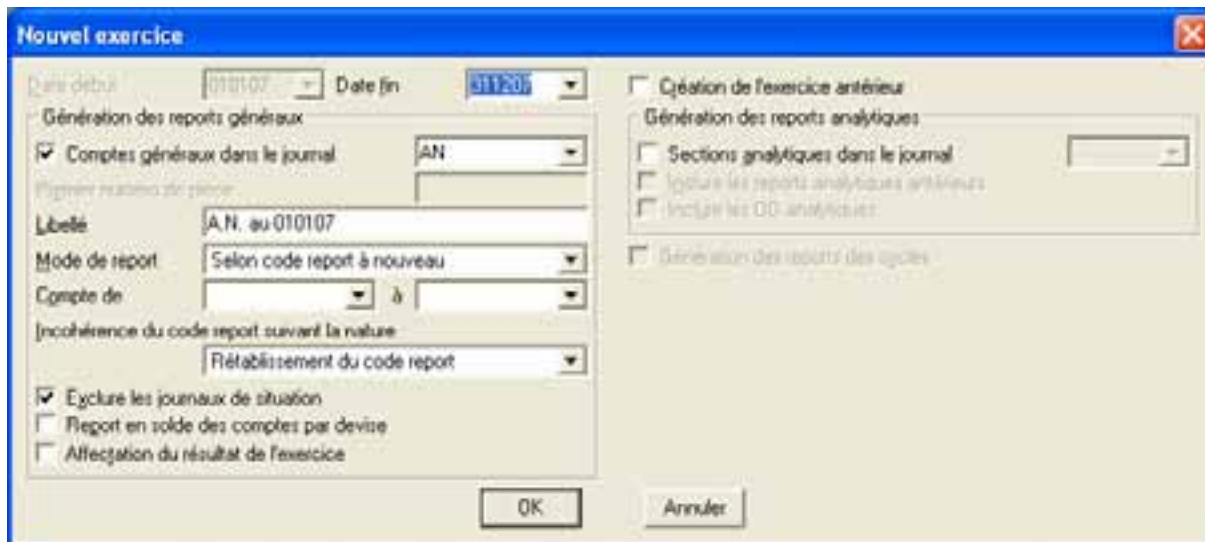 Nouvel exercice
Date début 010107 Date fin 311207
Génération des reports généraux
Comptes généraux dans le journal AN
Premier numéro de pièce
Libellé A.N. au 010107
Mode de report Selon code report à nouveau
Compte de à
Incohérence du code report suivant la nature
Rétablissement du code report
Exclure les journaux de situation
Report en solde des comptes par devise
Affectation du résultat de l'exercice
Création de l'exercice antérieur
Génération des reports analytiques
Sections analytiques dans le journal
Inclure les reports analytiques antérieurs
Inclure les OD analytiques
Génération des reports des cycles
OK
Annuler